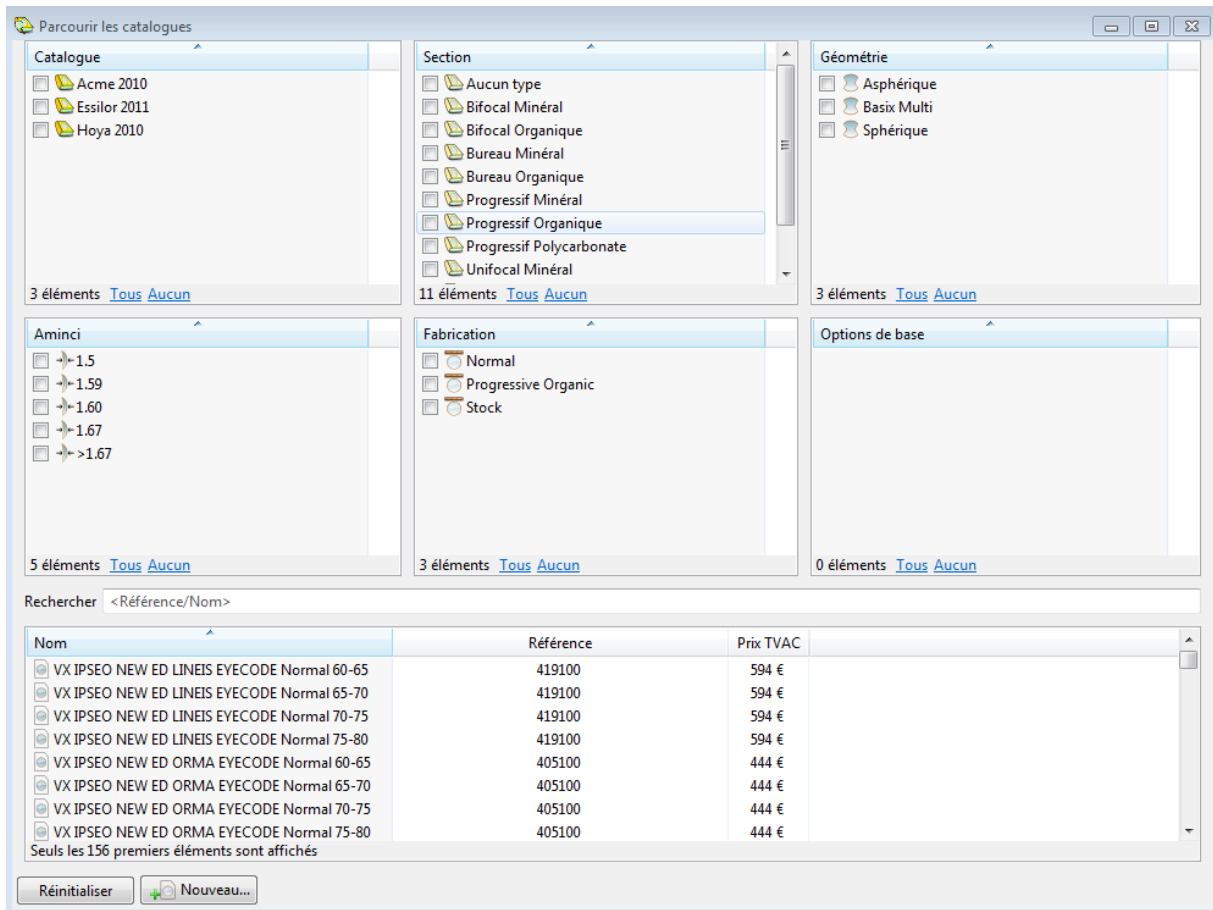 Parcourir les catalogues
Catalogue
Acme 2010
Essilor 2011
Hoya 2010
3 éléments Tous Aucun
Section
Aucun type
Bifocal Minéral
Bifocal Organique
Bureau Minéral
Bureau Organique
Progressif Minéral
Progressif Organique
Progressif Polycarbonate
Unifocal Minéral
11 éléments Tous Aucun
Géométrie
Asphérique
Basix Multi
Sphérique
3 éléments Tous Aucun
Aminci
1.5
1.59
1.60
1.67
>1.67
5 éléments Tous Aucun
Fabrication
Normal
Progressive Organic
Stock
3 éléments Tous Aucun
Options de base
0 éléments Tous Aucun
Rechercher <Référence/Nom>
Nom Référence Prix TVAC
VX IPSEO NEW ED LINEIS EYECODE Normal 60-65 419100 594 €
VX IPSEO NEW ED LINEIS EYECODE Normal 65-70 419100 594 €
VX IPSEO NEW ED LINEIS EYECODE Normal 70-75 419100 594 €
VX IPSEO NEW ED LINEIS EYECODE Normal 75-80 419100 594 €
VX IPSEO NEW ED ORMA EYECODE Normal 60-65 405100 444 €
VX IPSEO NEW ED ORMA EYECODE Normal 65-70 405100 444 €
VX IPSEO NEW ED ORMA EYECODE Normal 70-75 405100 444 €
VX IPSEO NEW ED ORMA EYECODE Normal 75-80 405100 444 €
Seuls les 156 premiers éléments sont affichés
Réinitialiser Nouveau...